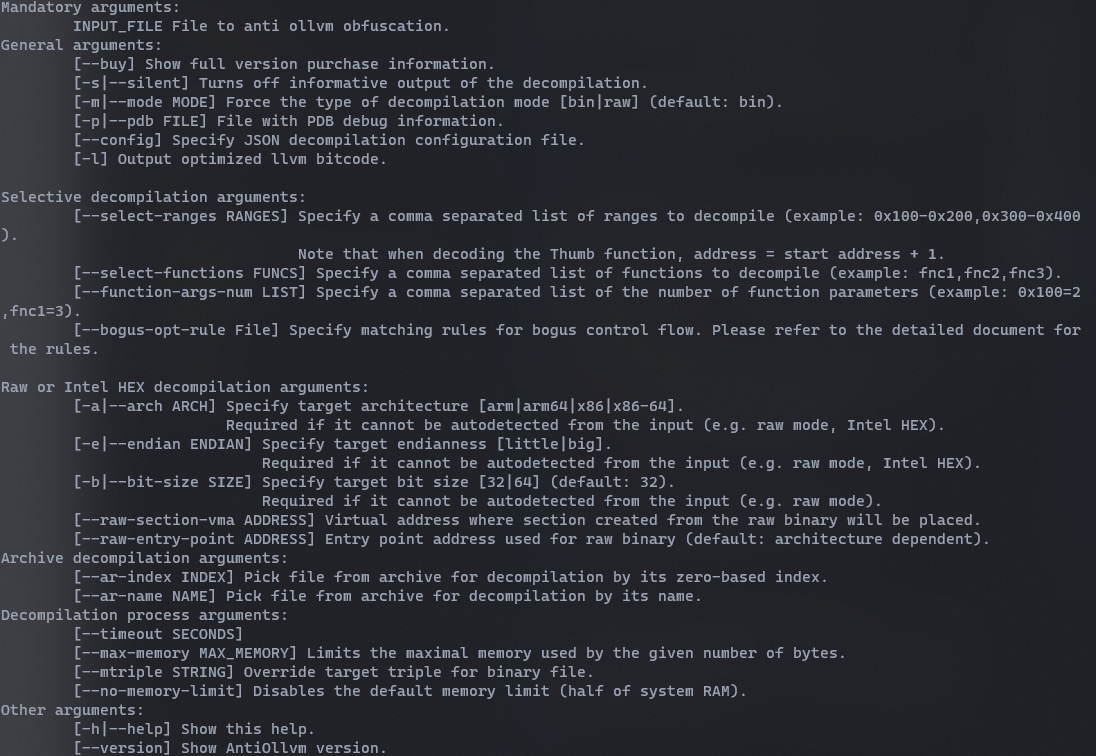 Mandatory arguments:
        INPUT_FILE File to anti ollvm obfuscation.
General arguments:
        [--buy] Show full version purchase information.
        [-s|--silent] Turns off informative output of the decompilation.
        [-m|--mode MODE] Force the type of decompilation mode [bin|raw] (default: bin).
        [-p|--pdb FILE] File with PDB debug information.
        [--config] Specify JSON decompilation configuration file.
        [-l] Output optimized llvm bitcode.

Selective decompilation arguments:
        [--select-ranges RANGES] Specify a comma separated list of ranges to decompile (example: 0x100-0x200,0x300-0x400
).
                                 Note that when decoding the Thumb function, address = start address + 1.
        [--select-functions FUNCS] Specify a comma separated list of functions to decompile (example: fnc1,fnc2,fnc3).
        [--function-args-num LIST] Specify a comma separated list of the number of function parameters (example: 0x100=2
,fnc1=3).
        [--bogus-opt-rule File] Specify matching rules for bogus control flow. Please refer to the detailed document for
 the rules.

Raw or Intel HEX decompilation arguments:
        [-a|--arch ARCH] Specify target architecture [arm|arm64|x86|x86-64].
                         Required if it cannot be autodetected from the input (e.g. raw mode, Intel HEX).
        [-e|--endian ENDIAN] Specify target endianness [little|big].
                             Required if it cannot be autodetected from the input (e.g. raw mode, Intel HEX).
        [-b|--bit-size SIZE] Specify target bit size [32|64] (default: 32).
                             Required if it cannot be autodetected from the input (e.g. raw mode).
        [--raw-section-vma ADDRESS] Virtual address where section created from the raw binary will be placed.
        [--raw-entry-point ADDRESS] Entry point address used for raw binary (default: architecture dependent).
Archive decompilation arguments:
        [--ar-index INDEX] Pick file from archive for decompilation by its zero-based index.
        [--ar-name NAME] Pick file from archive for decompilation by its name.
Decompilation process arguments:
        [--timeout SECONDS]
        [--max-memory MAX_MEMORY] Limits the maximal memory used by the given number of bytes.
        [--mtriple STRING] Override target triple for binary file.
        [--no-memory-limit] Disables the default memory limit (half of system RAM).
Other arguments:
        [-h|--help] Show this help.
        [--version] Show AntiOllvm version.